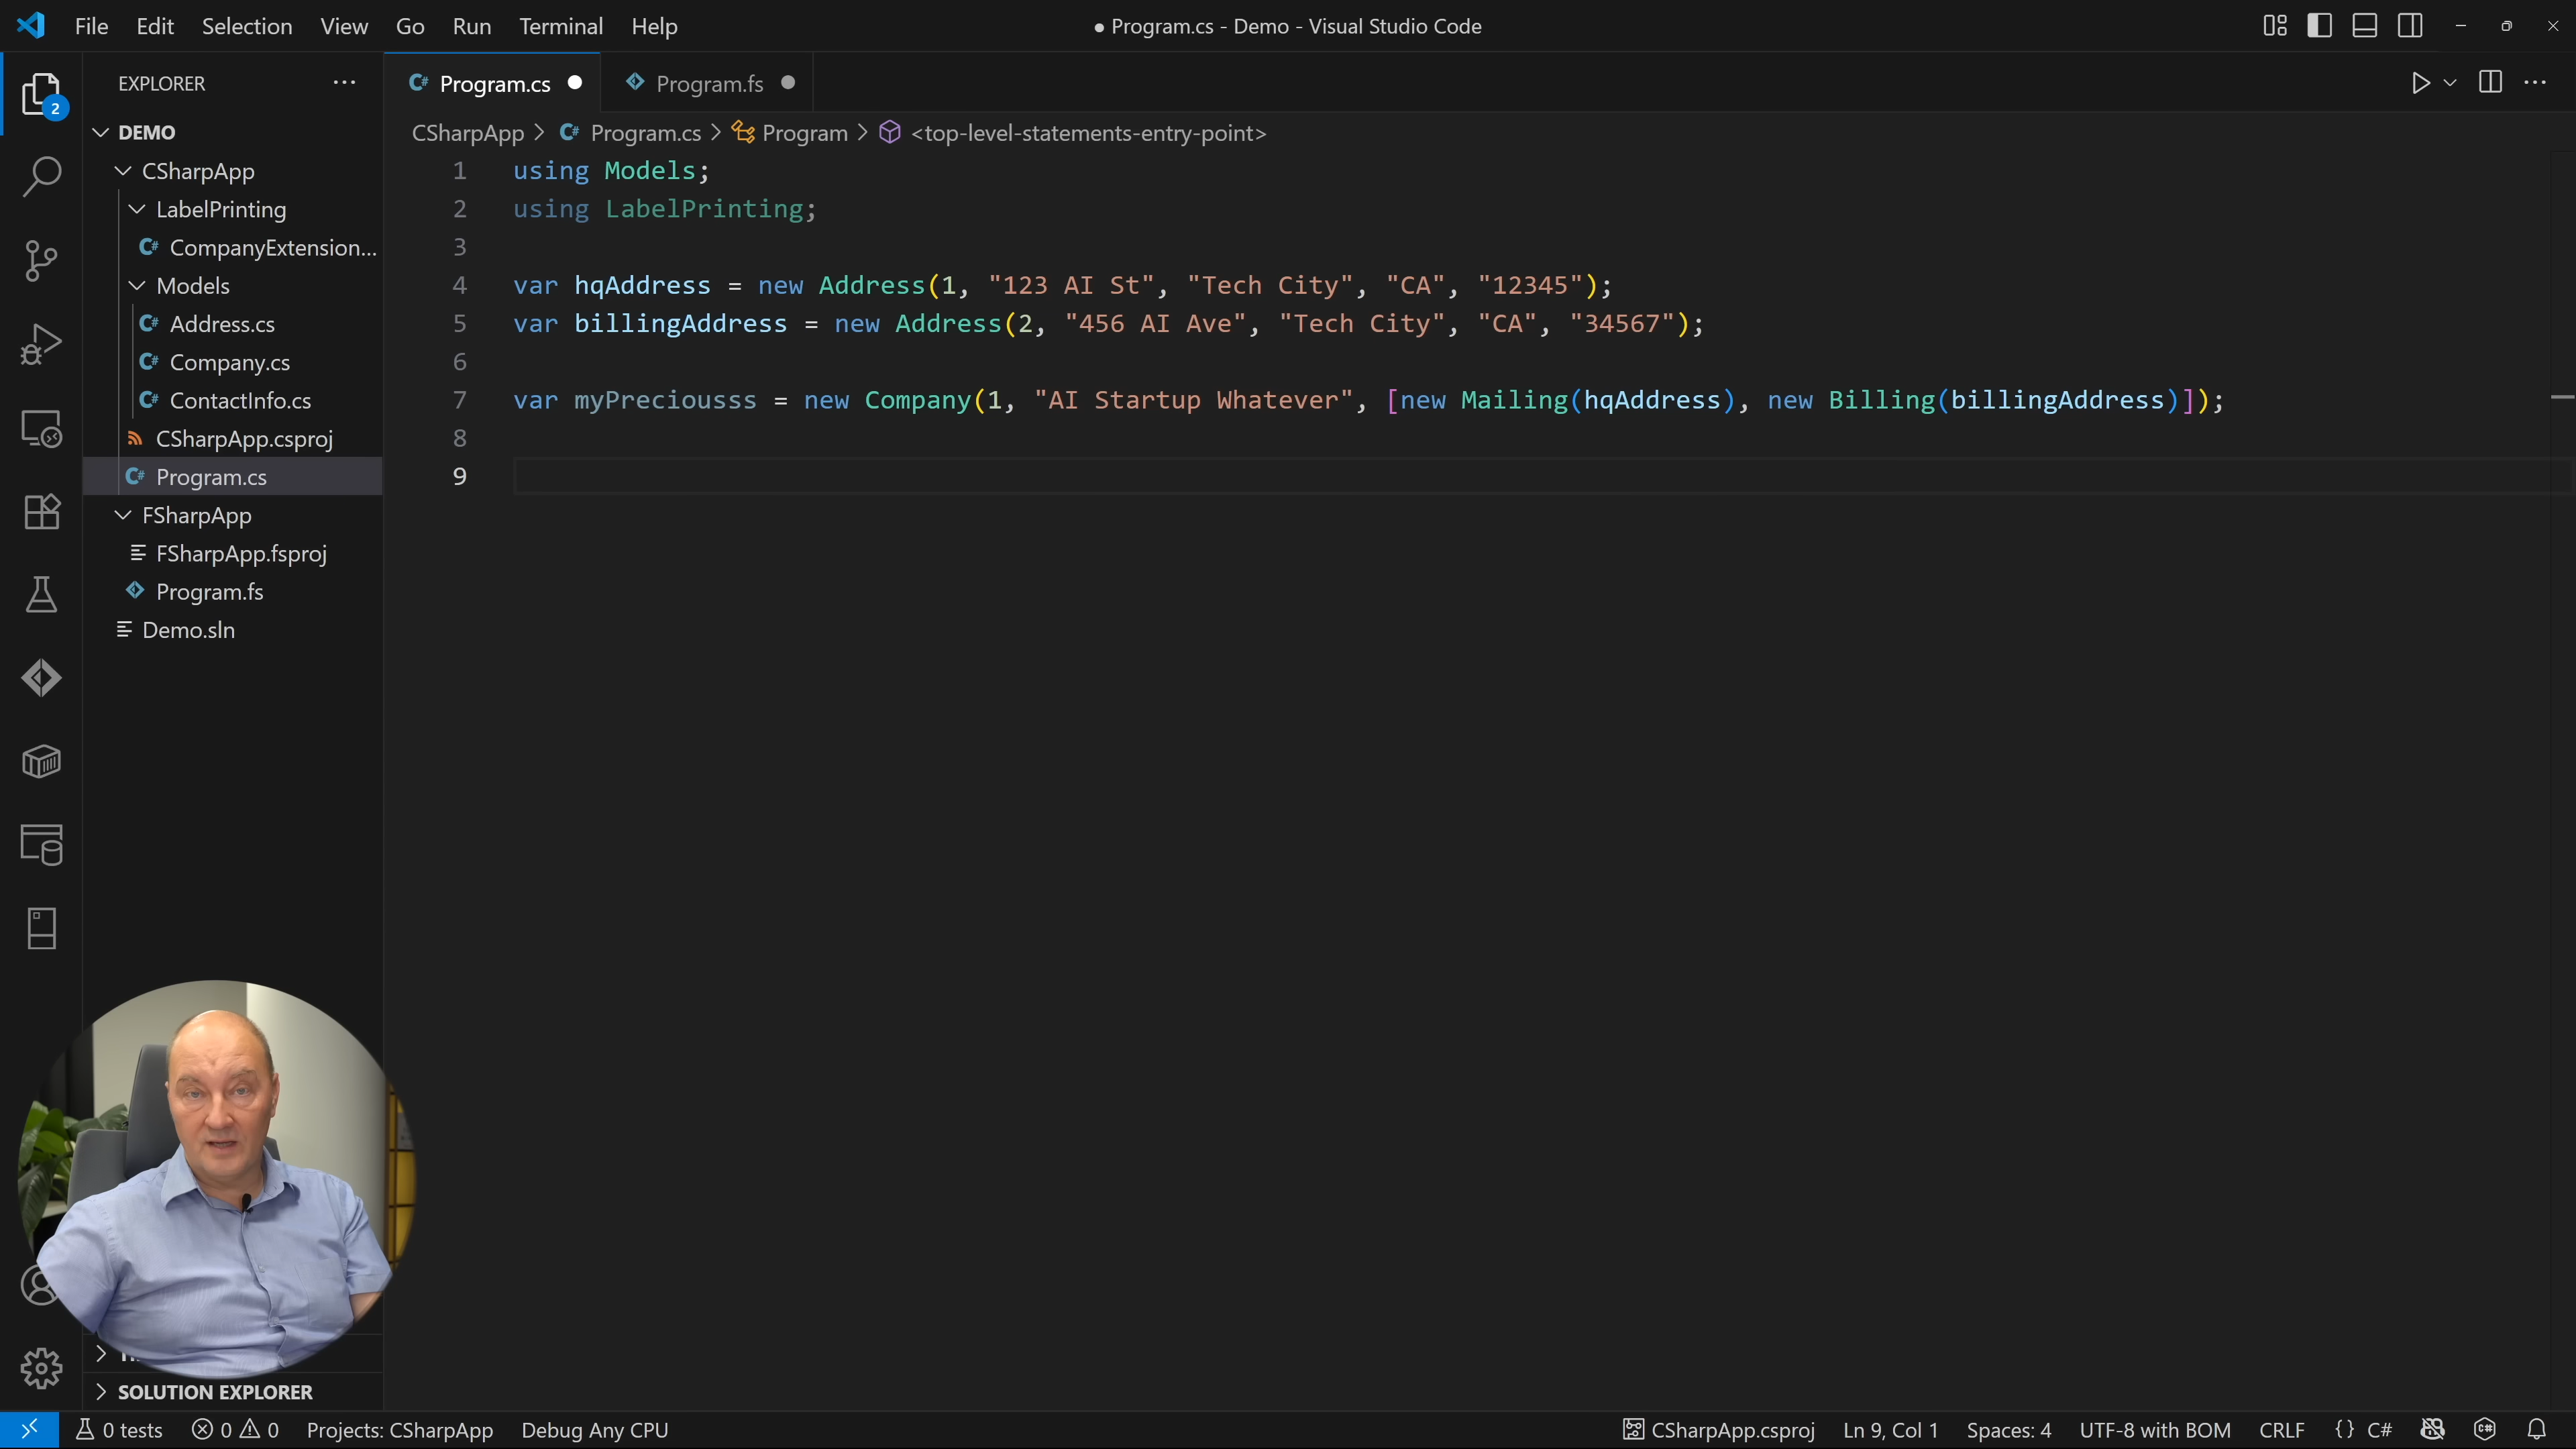 File Edit Selection View Go Run Terminal Help
● Program.cs - Demo - Visual Studio Code
EXPLORER
2
DEMO
CSharpApp
LabelPrinting
CompanyExtension...
Models
Address.cs
Company.cs
ContactInfo.cs
CSharpApp.csproj
Program.cs
FSharpApp
FSharpApp.fsproj
Program.fs
Demo.sln
SOLUTION EXPLORER
Program.cs
Program.fs
CSharpApp > Program.cs > Program > <top-level-statements-entry-point>
1 using Models;
2 using LabelPrinting;
3
4 var hqAddress = new Address(1, "123 AI St", "Tech City", "CA", "12345");
5 var billingAddress = new Address(2, "456 AI Ave", "Tech City", "CA", "34567");
6
7 var myPreciousss = new Company(1, "AI Startup Whatever", [new Mailing(hqAddress), new Billing(billingAddress)]);
8
9
0 tests 0 0 Projects: CSharpApp Debug Any CPU
CSharpApp.csproj Ln 9, Col 1 Spaces: 4 UTF-8 with BOM CRLF {} C#